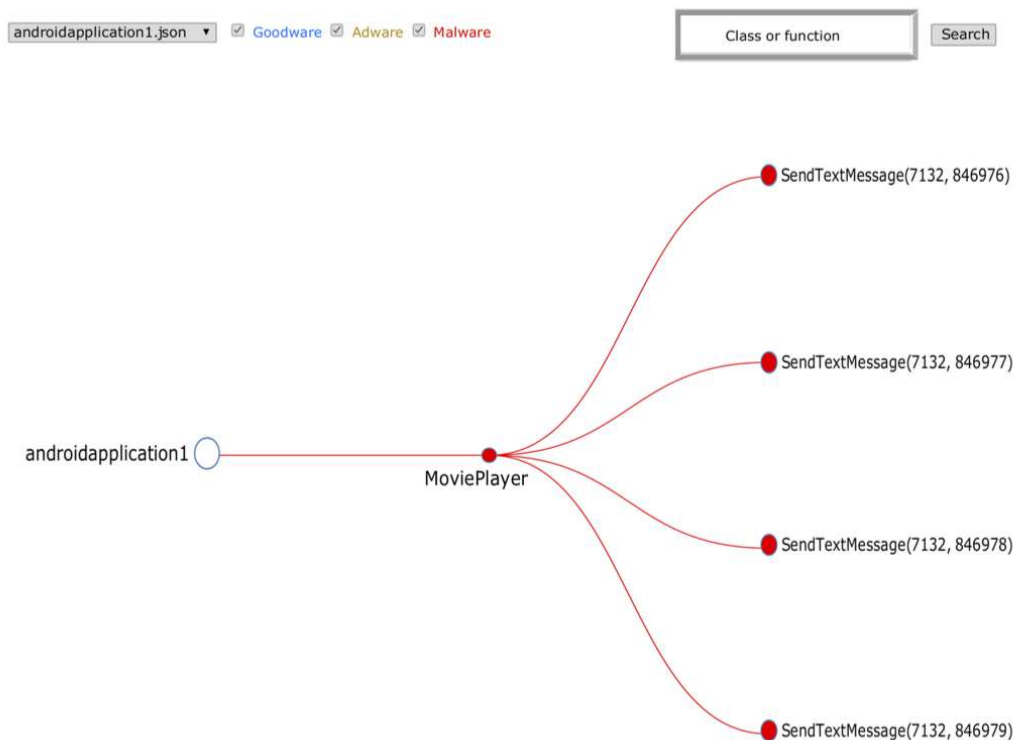 androidapplication1.json Goodware Adware Malware Class or function Search
SendTextMessage(7132, 846976)
SendTextMessage(7132, 846977)
androidapplication1
MoviePlayer
SendTextMessage(7132, 846978)
SendTextMessage(7132, 846979)